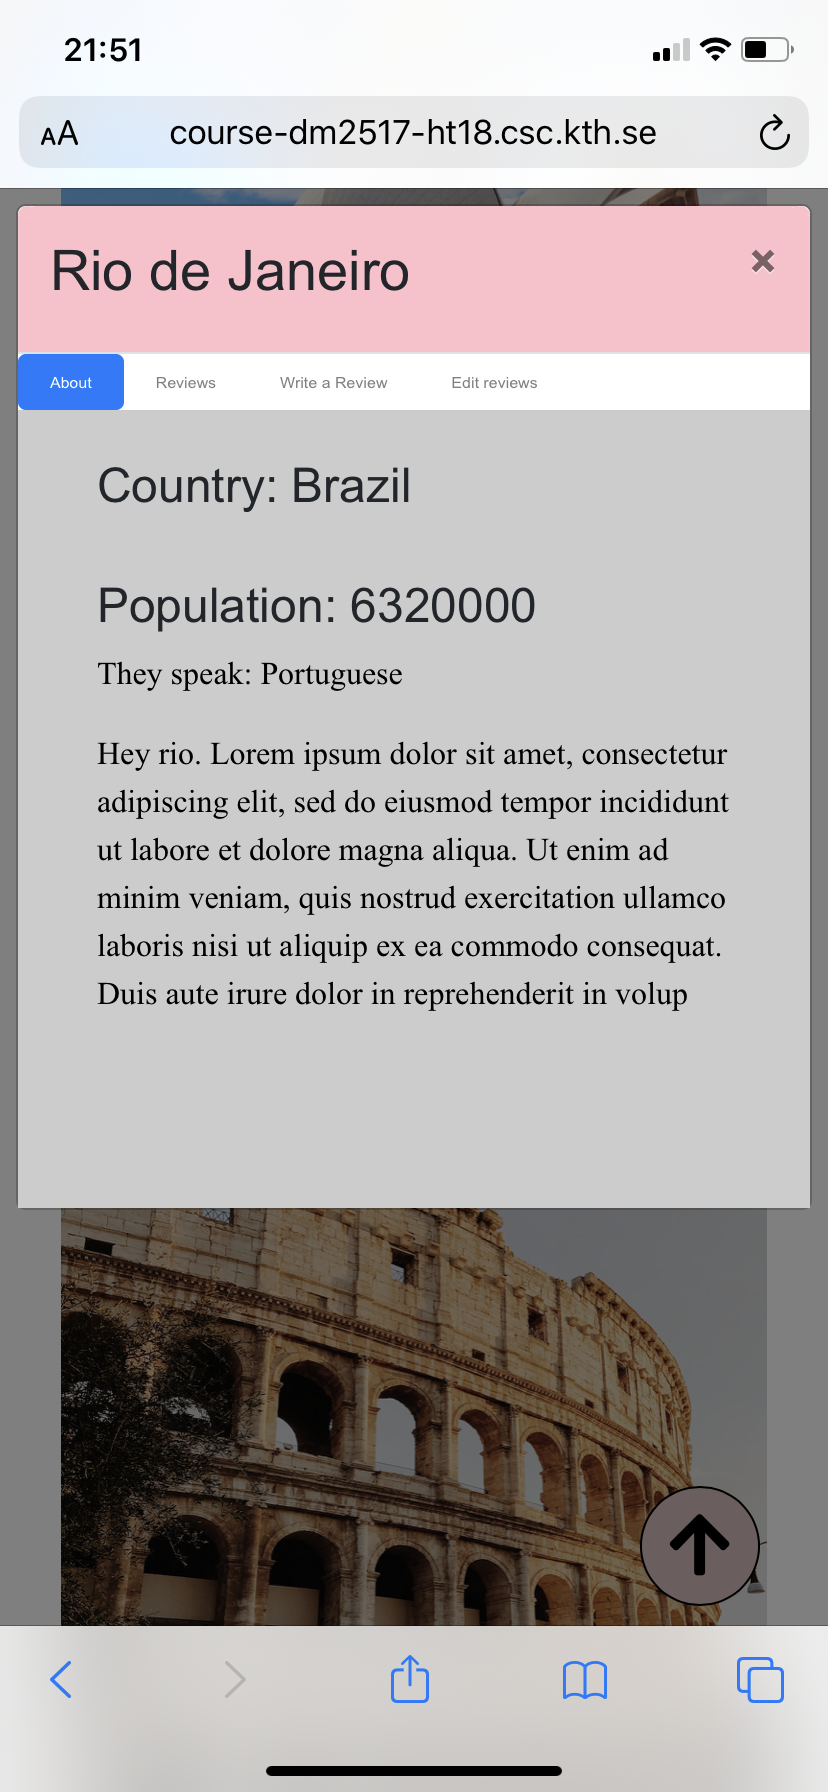 21:51
AA course-dm2517-ht18.csc.kth.se
Rio de Janeiro ×
About Reviews Write a Review Edit reviews
Country: Brazil
Population: 6320000
They speak: Portuguese
Hey rio. Lorem ipsum dolor sit amet, consectetur
adipiscing elit, sed do eiusmod tempor incididunt
ut labore et dolore magna aliqua. Ut enim ad
minim veniam, quis nostrud exercitation ullamco
laboris nisi ut aliquip ex ea commodo consequat.
Duis aute irure dolor in reprehenderit in volup